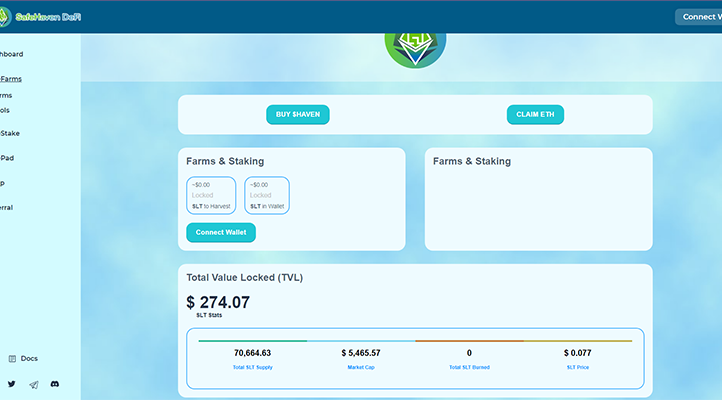 SafeHaven DeFi
Connect W
hboard
Farms
rms
ols
Stake
Pad
p
rral
BUY $HAVEN
CLAIM ETH
Farms & Staking
~$0.00
Locked
SLT to Harvest
~$0.00
Locked
SLT in Wallet
Connect Wallet
Farms & Staking
Total Value Locked (TVL)
$ 274.07
SLT Stats
70,664.63
Total SLT Supply
$ 5,465.57
Market Cap
0
Total SLT Burned
$ 0.077
SLT Price
Docs